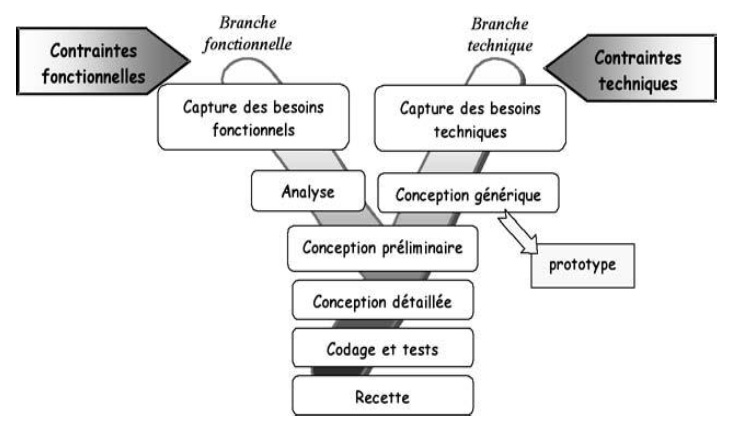 Branche
fonctionnelle
Branche
technique
Contraintes
fonctionnelles
Contraintes
techniques
Capture des besoins
fonctionnels
Capture des besoins
techniques
Analyse
Conception générique
Conception préliminaire
prototype
Conception détaillée
Codage et tests
Recette